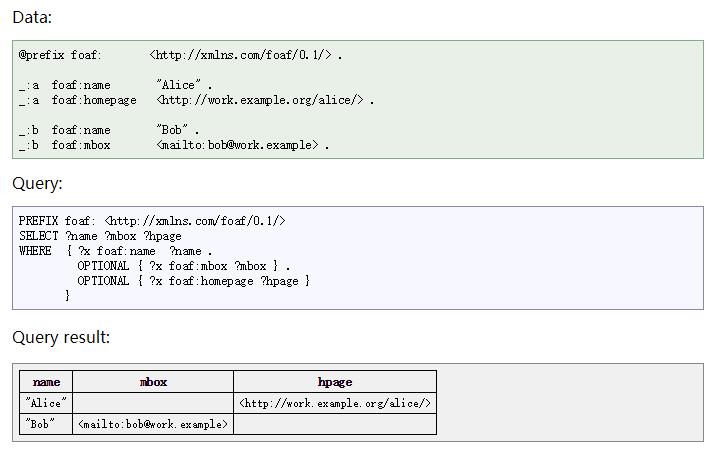 Data:
@prefix foaf:       <http://xmlns.com/foaf/0.1/> .
_:a  foaf:name       "Alice" .
_:a  foaf:homepage   <http://work.example.org/alice/> .
_:b  foaf:name       "Bob" .
_:b  foaf:mbox       <mailto:bob@work.example> .
Query:
PREFIX foaf: <http://xmlns.com/foaf/0.1/>
SELECT ?name ?mbox ?hpage
WHERE  { ?x foaf:name  ?name .
         OPTIONAL { ?x foaf:mbox ?mbox } .
         OPTIONAL { ?x foaf:homepage ?hpage }
       }
Query result:
name mbox hpage
"Alice" <http://work.example.org/alice/>
"Bob" <mailto:bob@work.example>